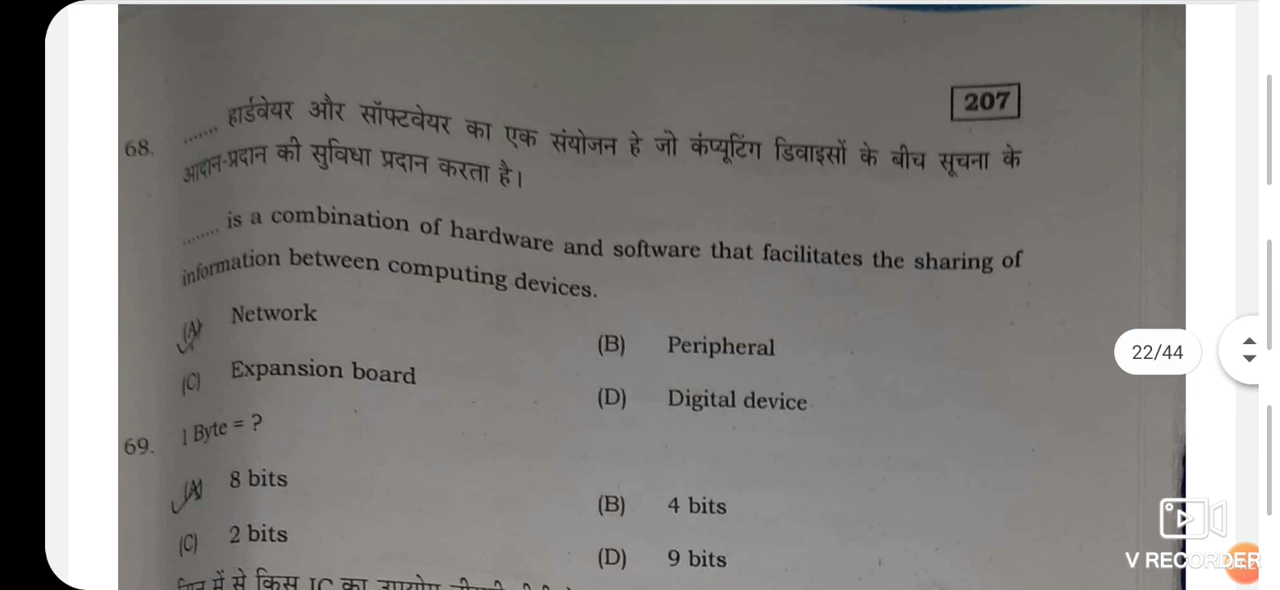 207
68. ....... हार्डवेयर और सॉफ्टवेयर का एक संयोजन हे जो कंप्यूटिंग डिवाइसों के बीच सूचना के
आदान-प्रदान की सुविधा प्रदान करता है।
........ is a combination of hardware and software that facilitates the sharing of
information between computing devices.
(A) Network
(B) Peripheral
(C) Expansion board
(D) Digital device
69. 1 Byte = ?
(A) 8 bits
(B) 4 bits
(C) 2 bits
(D) 9 bits
में से किस IC का
22/44
V RECORDER